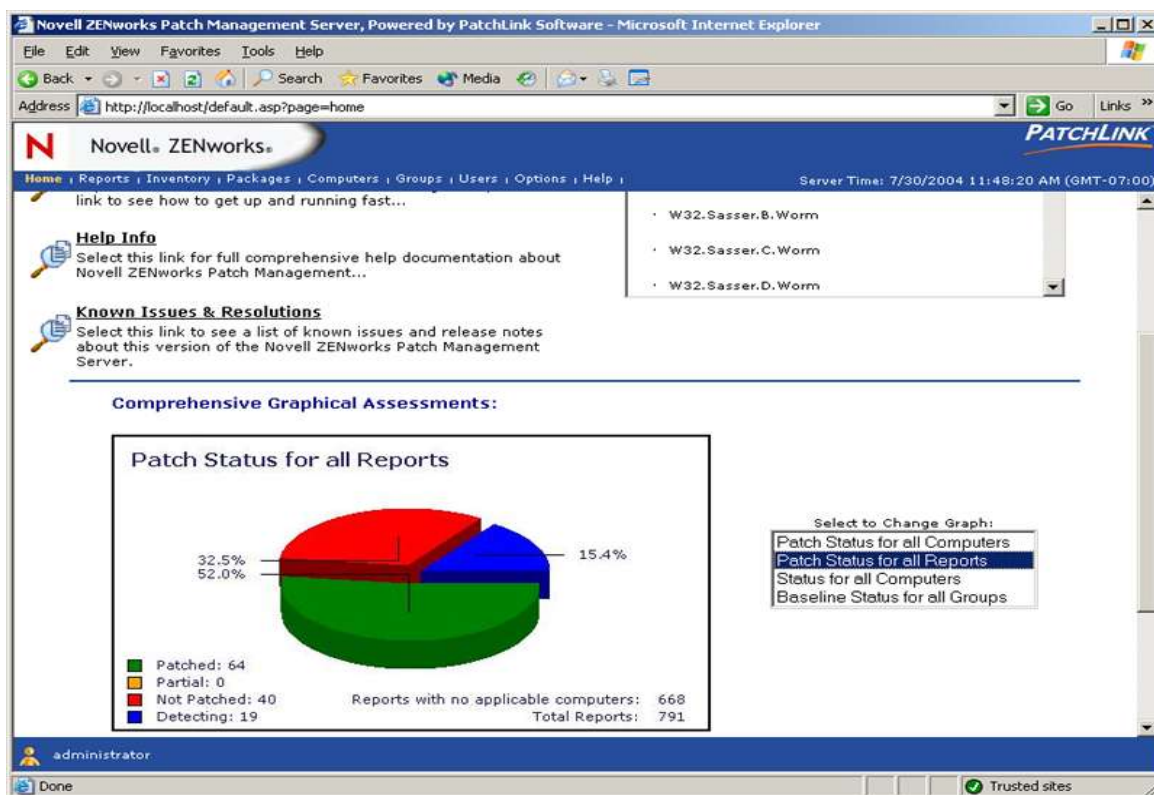 Novell ZENworks Patch Management Server, Powered by PatchLink Software - Microsoft Internet Explorer
File Edit View Favorites Tools Help
Back Search Favorites Media
Address http://localhost/default.asp?page=home Go Links »
N Novell® ZENworks® PATCHLINK
Home | Reports | Inventory | Packages | Computers | Groups | Users | Options | Help | Server Time: 7/30/2004 11:48:20 AM (GMT-07:00)
link to see how to get up and running fast...
Help Info
Select this link for full comprehensive help documentation about
Novell ZENworks Patch Management...
Known Issues & Resolutions
Select this link to see a list of known issues and release notes
about this version of the Novell ZENworks Patch Management
Server.
· W32.Sasser.B.Worm
· W32.Sasser.C.Worm
· W32.Sasser.D.Worm
Comprehensive Graphical Assessments:
Patch Status for all Reports
32.5%
52.0%
15.4%
Patched: 64
Partial: 0
Not Patched: 40
Detecting: 19
Reports with no applicable computers: 668
Total Reports: 791
Select to Change Graph:
Patch Status for all Computers
Patch Status for all Reports
Status for all Computers
Baseline Status for all Groups
administrator
Done Trusted sites